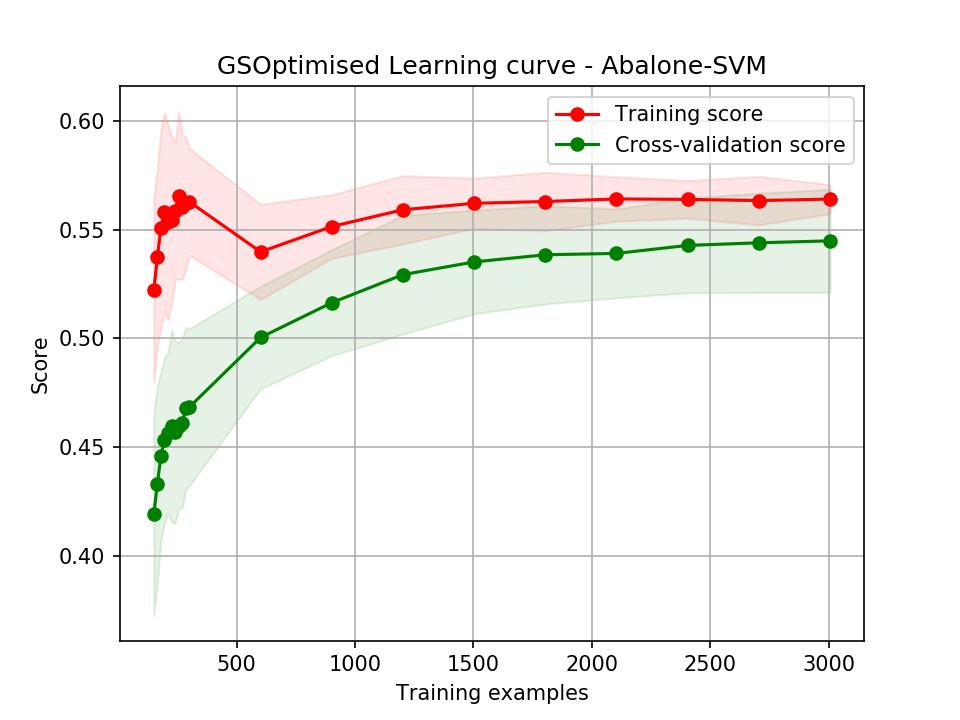 GSOptimised Learning curve - Abalone-SVM
Training score
Cross-validation score
0.60
0.55
0.50
0.45
0.40
Score
500
1000
1500
2000
2500
3000
Training examples